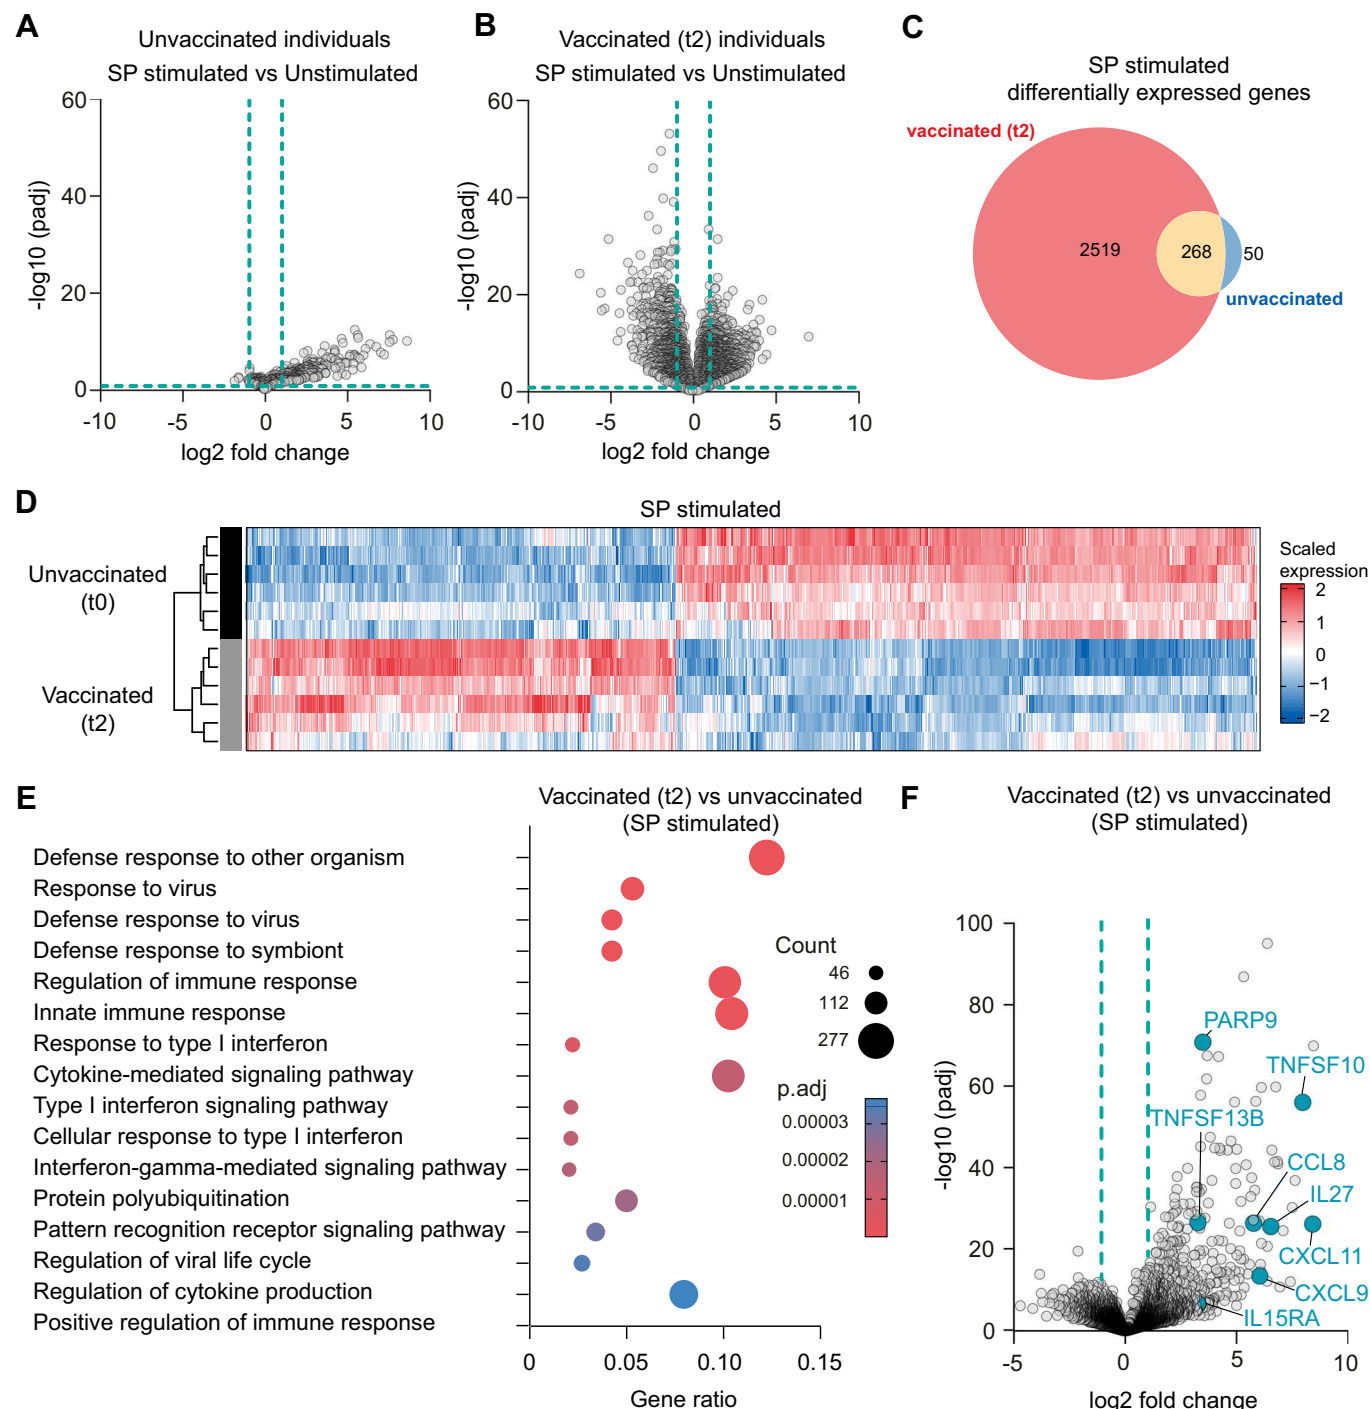 A
Unvaccinated individuals
SP stimulated vs Unstimulated
60
40
20
0
-log10 (padj)
-10
-5
0
5
10
log2 fold change
B
Vaccinated (t2) individuals
SP stimulated vs Unstimulated
60
40
20
0
-log10 (padj)
-10
-5
0
5
10
log2 fold change
C
SP stimulated
differentially expressed genes
vaccinated (t2)
2519
268
50
unvaccinated
D
SP stimulated
Unvaccinated
(t0)
Vaccinated
(t2)
Scaled
expression
2
1
0
−1
−2
E
Vaccinated (t2) vs unvaccinated
(SP stimulated)
Defense response to other organism
Response to virus
Defense response to virus
Defense response to symbiont
Regulation of immune response
Innate immune response
Response to type I interferon
Cytokine-mediated signaling pathway
Type I interferon signaling pathway
Cellular response to type I interferon
Interferon-gamma-mediated signaling pathway
Protein polyubiquitination
Pattern recognition receptor signaling pathway
Regulation of viral life cycle
Regulation of cytokine production
Positive regulation of immune response
Count
46
112
277
p.adj
0.00003
0.00002
0.00001
0
0.05
0.10
0.15
Gene ratio
F
Vaccinated (t2) vs unvaccinated
(SP stimulated)
100
80
60
40
20
0
-log10 (padj)
PARP9
TNFSF10
TNFSF13B
CCL8
IL27
CXCL11
CXCL9
IL15RA
-5
0
5
10
log2 fold change